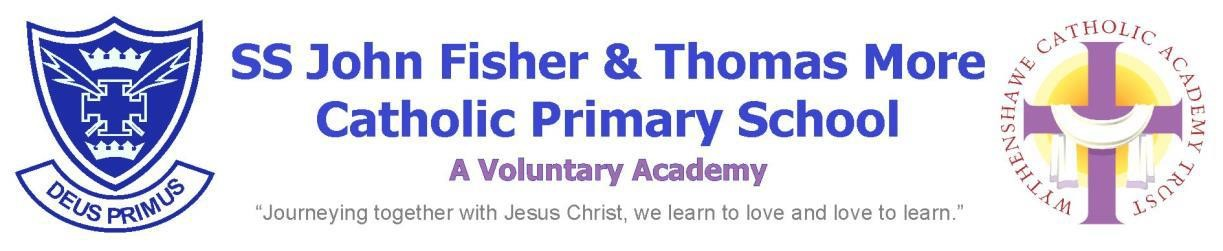 DEUS PRIMUS
SS John Fisher & Thomas More
Catholic Primary School
A Voluntary Academy
“Journeying together with Jesus Christ, we learn to love and love to learn.”
WYTHENSHAWE CATHOLIC ACADEMY TRUST